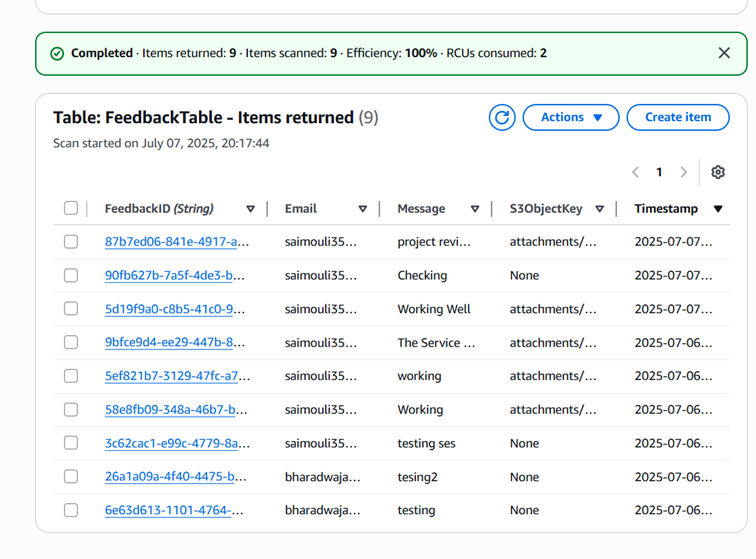 Completed · Items returned: 9 · Items scanned: 9 · Efficiency: 100% · RCUs consumed: 2
Table: FeedbackTable - Items returned (9)
Actions
Create item
Scan started on July 07, 2025, 20:17:44
1
FeedbackID (String) Email Message S3ObjectKey Timestamp
87b7ed06-841e-4917-a... saimouli35... project revi... attachments/... 2025-07-07...
90fb627b-7a5f-4de3-b... saimouli35... Checking None 2025-07-07...
5d19f9a0-c8b5-41c0-9... saimouli35... Working Well attachments/... 2025-07-07...
9bfce9d4-ee29-447b-8... saimouli35... The Service ... attachments/... 2025-07-06...
5ef821b7-3129-47fc-a7... saimouli35... working attachments/... 2025-07-06...
58e8fb09-348a-46b7-b... saimouli35... Working attachments/... 2025-07-06...
3c62cac1-e99c-4779-8a... saimouli35... testing ses None 2025-07-06...
26a1a09a-4f40-4475-b... bharadwaja... tesing2 None 2025-07-06...
6e63d613-1101-4764-... bharadwaja... testing None 2025-07-06...